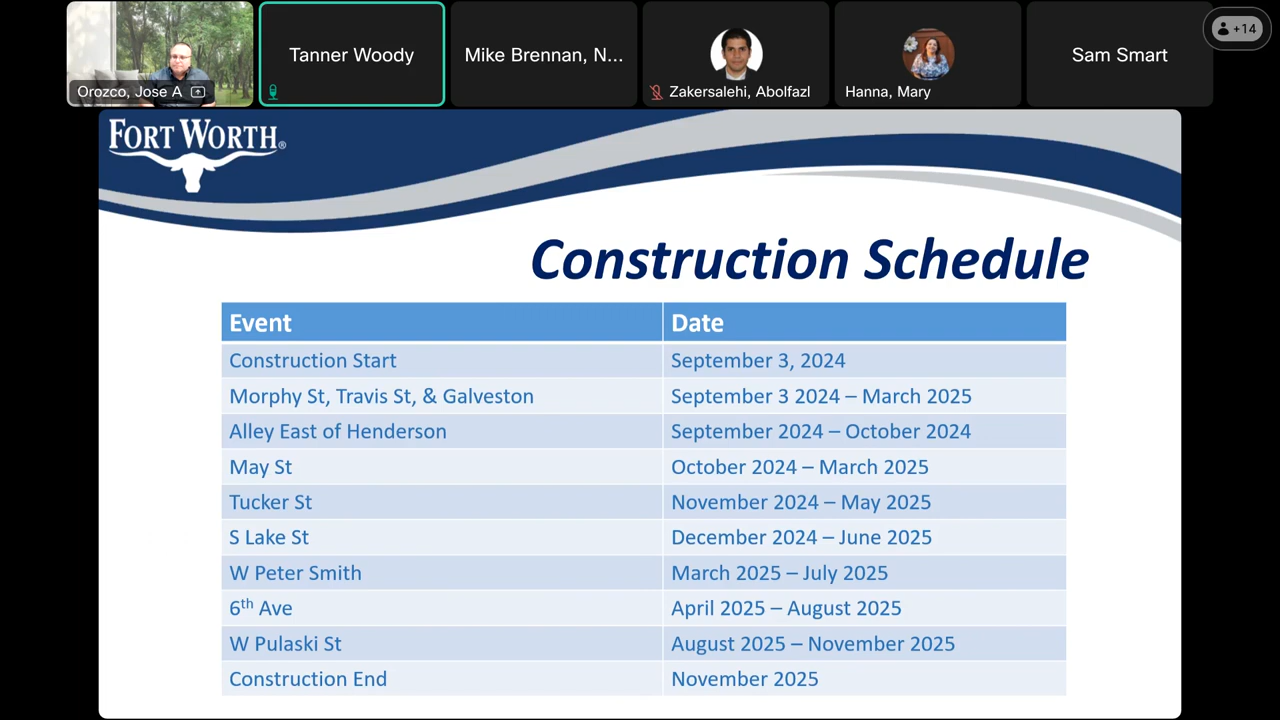 Orozco, Jose A
Tanner Woody
Mike Brennan, N...
Zakersalehi, Abolfazl
Hanna, Mary
Sam Smart
+14
FORT WORTH®
Construction Schedule
Event Date
Construction Start September 3, 2024
Morphy St, Travis St, & Galveston September 3 2024 – March 2025
Alley East of Henderson September 2024 – October 2024
May St October 2024 – March 2025
Tucker St November 2024 – May 2025
S Lake St December 2024 – June 2025
W Peter Smith March 2025 – July 2025
6th Ave April 2025 – August 2025
W Pulaski St August 2025 – November 2025
Construction End November 2025